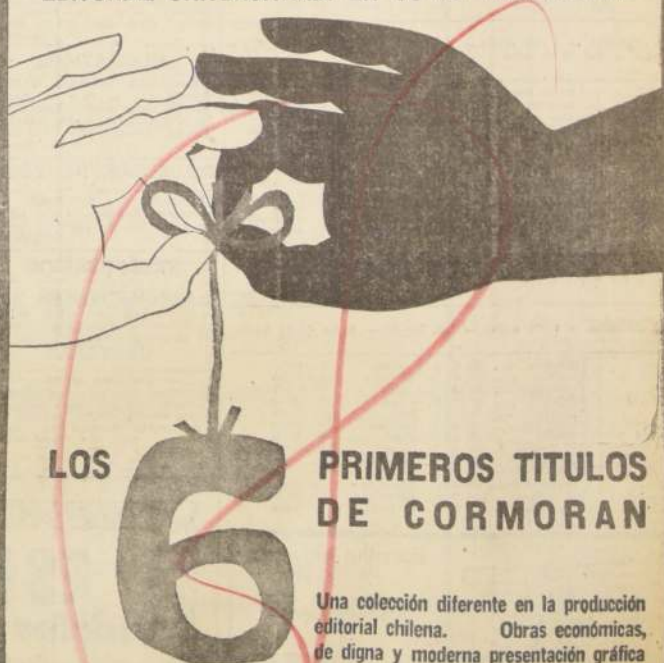 LOS 6 PRIMEROS TITULOS
DE CORMORAN
Una colección diferente en la producción
editorial chilena. Obras económicas,
de digna y moderna presentación gráfica